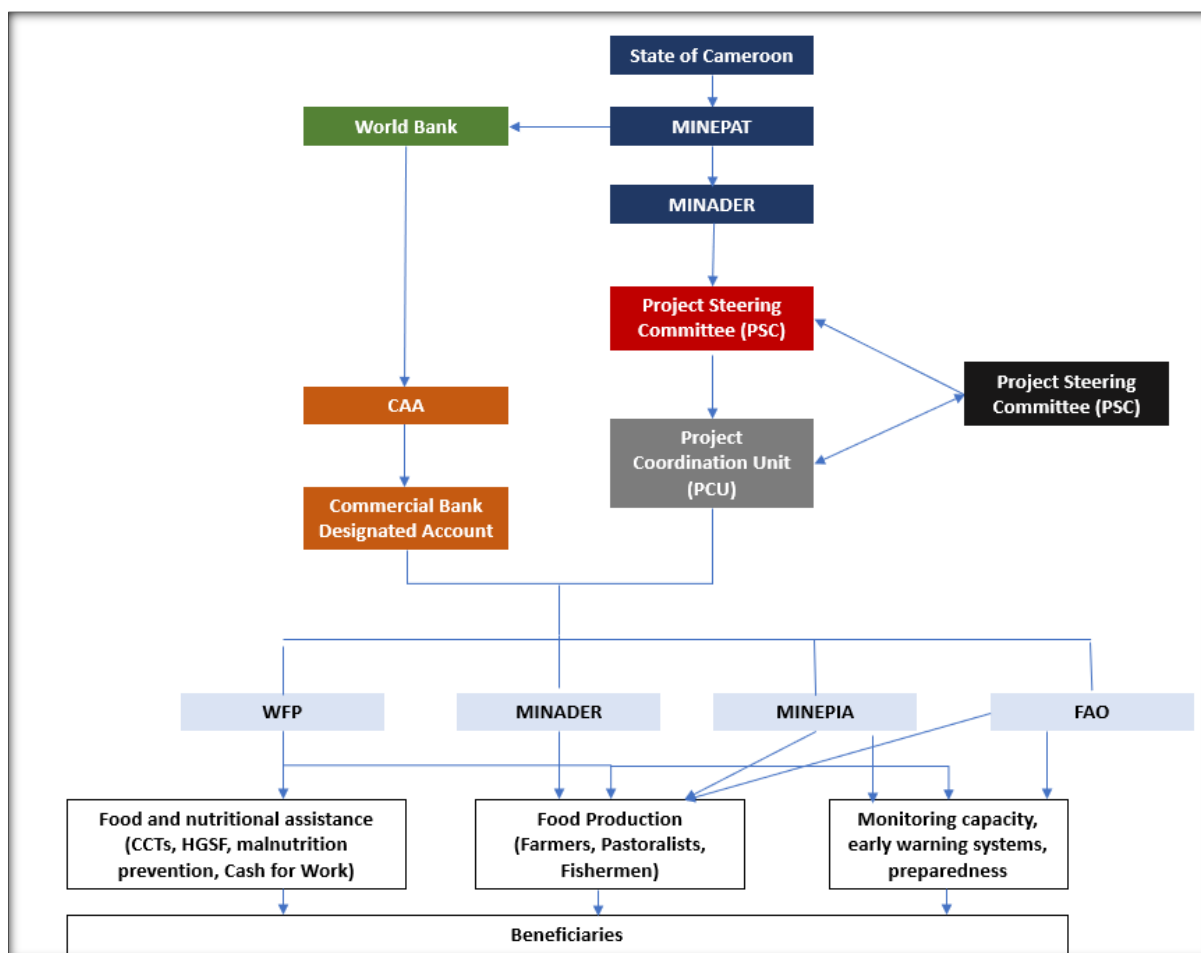 State of Cameroon
World Bank
MINEPAT
MINADER
Project Steering
Committee (PSC)
Project Steering
Committee (PSC)
CAA
Project
Coordination Unit
(PCU)
Commercial Bank
Designated Account
WFP
MINADER
MINEPIA
FAO
Food and nutritional assistance
(CCTs, HGSF, malnutrition
prevention, Cash for Work)
Food Production
(Farmers, Pastoralists,
Fishermen)
Monitoring capacity,
early warning systems,
preparedness
Beneficiaries